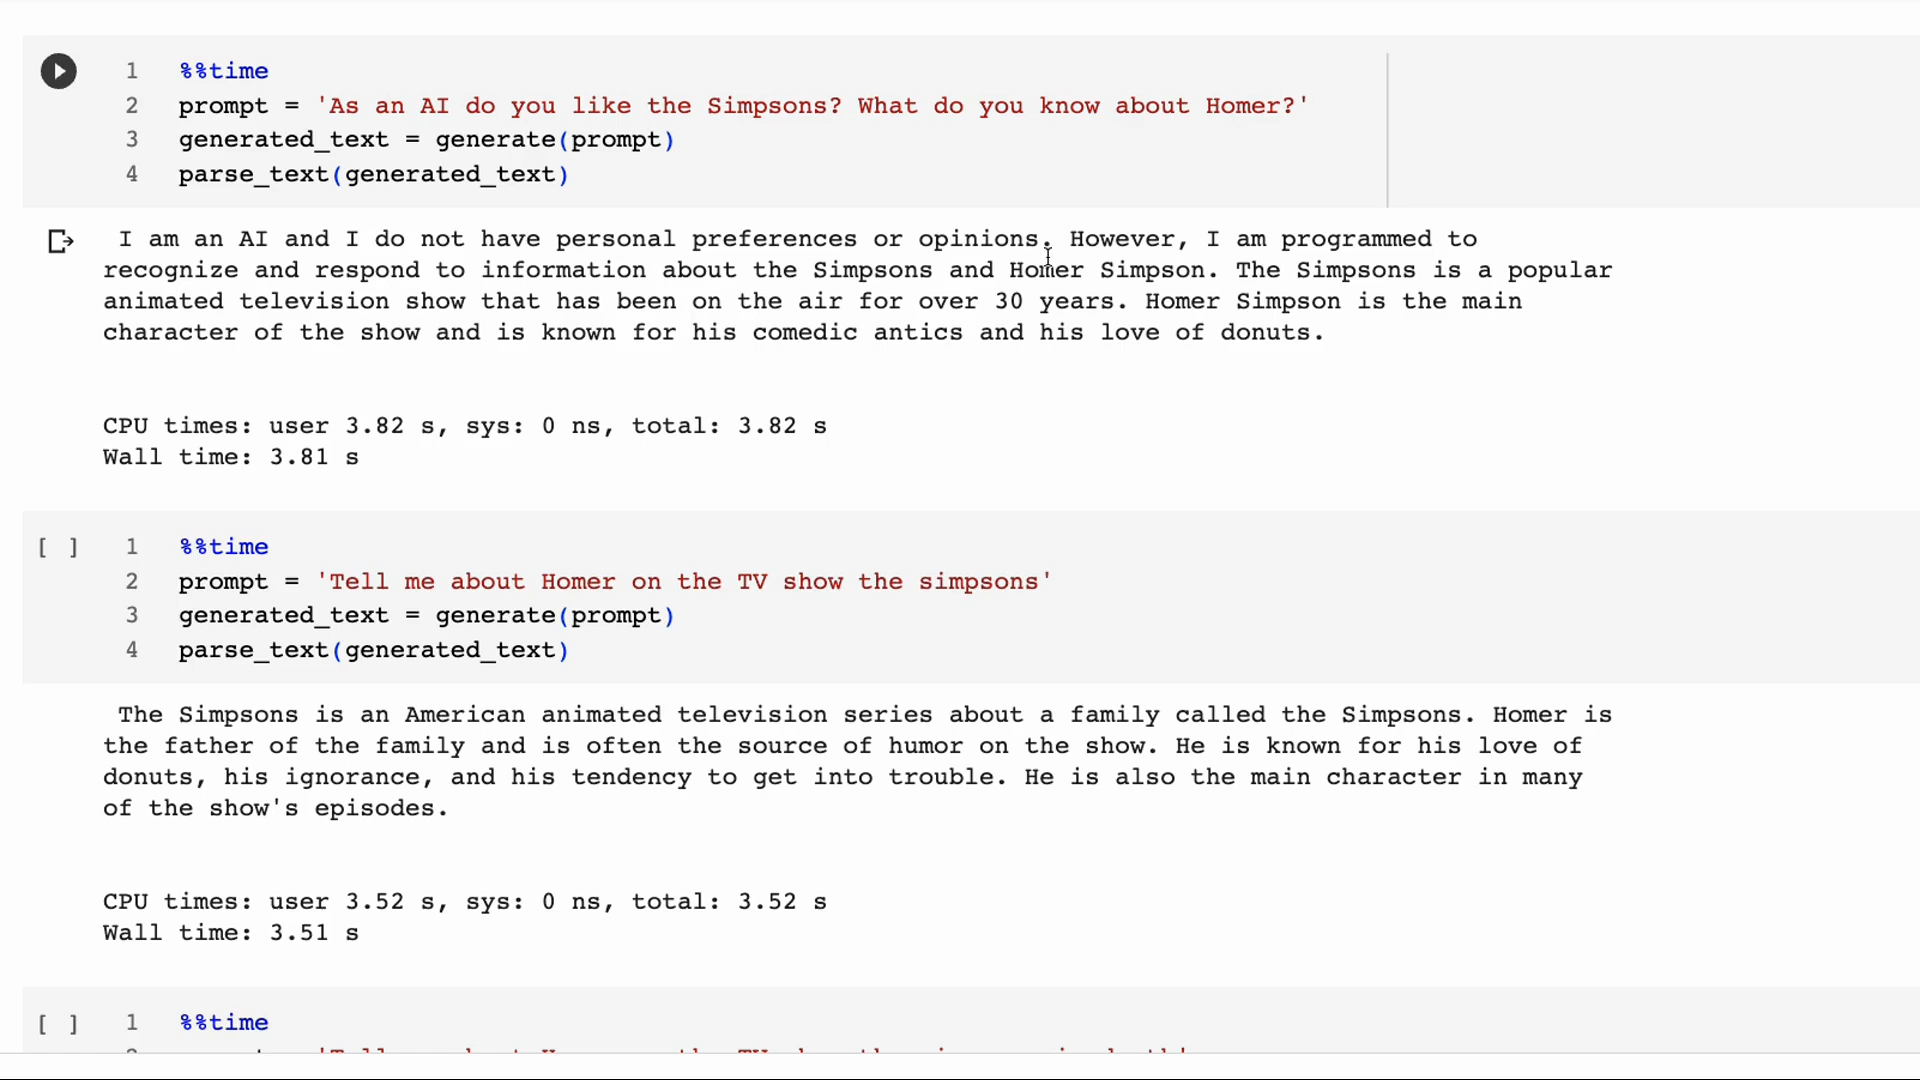 1 %%time
2 prompt = 'As an AI do you like the Simpsons? What do you know about Homer?'
3 generated_text = generate(prompt)
4 parse_text(generated_text)
I am an AI and I do not have personal preferences or opinions. However, I am programmed to
recognize and respond to information about the Simpsons and Homer Simpson. The Simpsons is a popular
animated television show that has been on the air for over 30 years. Homer Simpson is the main
character of the show and is known for his comedic antics and his love of donuts.
CPU times: user 3.82 s, sys: 0 ns, total: 3.82 s
Wall time: 3.81 s
[ ] 1 %%time
2 prompt = 'Tell me about Homer on the TV show the simpsons'
3 generated_text = generate(prompt)
4 parse_text(generated_text)
The Simpsons is an American animated television series about a family called the Simpsons. Homer is
the father of the family and is often the source of humor on the show. He is known for his love of
donuts, his ignorance, and his tendency to get into trouble. He is also the main character in many
of the show's episodes.
CPU times: user 3.52 s, sys: 0 ns, total: 3.52 s
Wall time: 3.51 s
[ ] 1 %%time